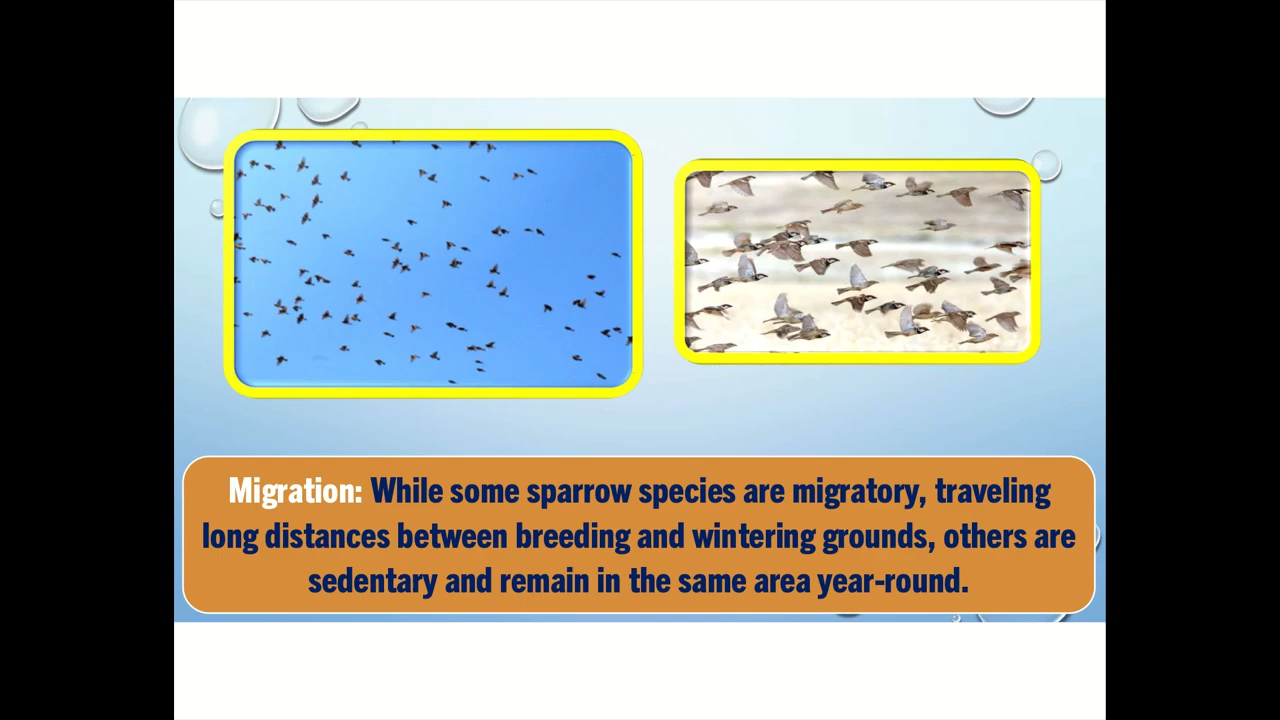 Migration: While some sparrow species are migratory, traveling
long distances between breeding and wintering grounds, others are
sedentary and remain in the same area year-round.